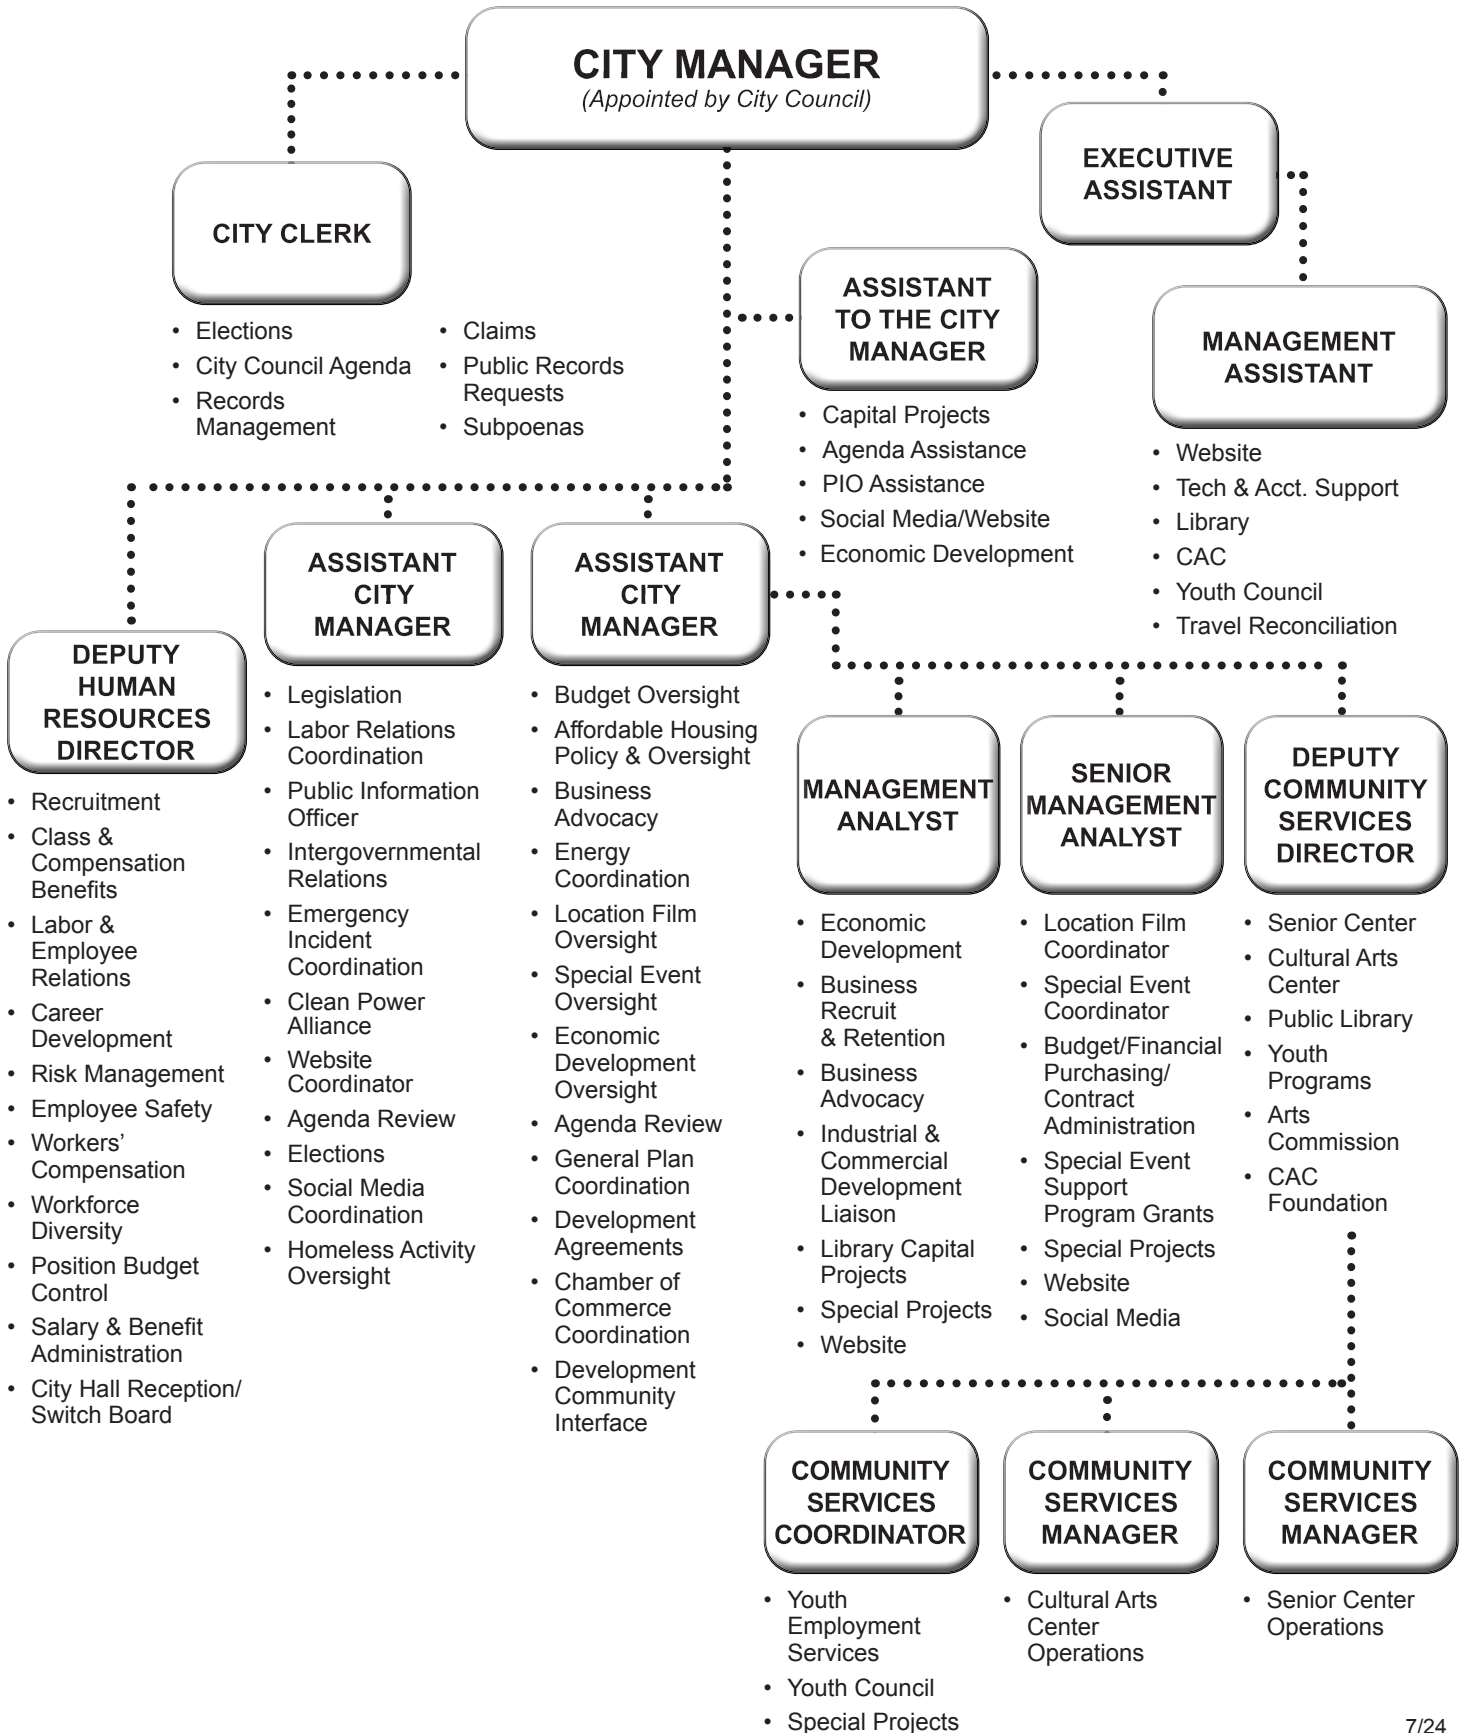 CITY MANAGER
(Appointed by City Council)
EXECUTIVE
ASSISTANT
CITY CLERK
• Elections
• City Council Agenda
• Records
Management
• Claims
• Public Records
Requests
• Subpoenas
ASSISTANT
TO THE CITY
MANAGER
• Capital Projects
• Agenda Assistance
• PIO Assistance
• Social Media/Website
• Economic Development
MANAGEMENT
ASSISTANT
• Website
• Tech & Acct. Support
• Library
• CAC
• Youth Council
• Travel Reconciliation
DEPUTY
HUMAN
RESOURCES
DIRECTOR
• Recruitment
• Class &
Compensation
Benefits
• Labor &
Employee
Relations
• Career
Development
• Risk Management
• Employee Safety
• Workers’
Compensation
• Workforce
Diversity
• Position Budget
Control
• Salary & Benefit
Administration
• City Hall Reception/
Switch Board
ASSISTANT
CITY
MANAGER
• Legislation
• Labor Relations
Coordination
• Public Information
Officer
• Intergovernmental
Relations
• Emergency
Incident
Coordination
• Clean Power
Alliance
• Website
Coordinator
• Agenda Review
• Elections
• Social Media
Coordination
• Homeless Activity
Oversight
ASSISTANT
CITY
MANAGER
• Budget Oversight
• Affordable Housing
Policy & Oversight
• Business
Advocacy
• Energy
Coordination
• Location Film
Oversight
• Special Event
Oversight
• Economic
Development
Oversight
• Agenda Review
• General Plan
Coordination
• Development
Agreements
• Chamber of
Commerce
Coordination
• Development
Community
Interface
MANAGEMENT
ANALYST
• Economic
Development
• Business
Recruit
& Retention
• Business
Advocacy
• Industrial &
Commercial
Development
Liaison
• Library Capital
Projects
• Special Projects
• Website
SENIOR
MANAGEMENT
ANALYST
• Location Film
Coordinator
• Special Event
Coordinator
• Budget/Financial
Purchasing/
Contract
Administration
• Special Event
Support
Program Grants
• Special Projects
• Website
• Social Media
DEPUTY
COMMUNITY
SERVICES
DIRECTOR
• Senior Center
• Cultural Arts
Center
• Public Library
• Youth
Programs
• Arts
Commission
• CAC
Foundation
COMMUNITY
SERVICES
COORDINATOR
• Youth
Employment
Services
• Youth Council
• Special Projects
COMMUNITY
SERVICES
MANAGER
• Cultural Arts
Center
Operations
COMMUNITY
SERVICES
MANAGER
• Senior Center
Operations
7/24